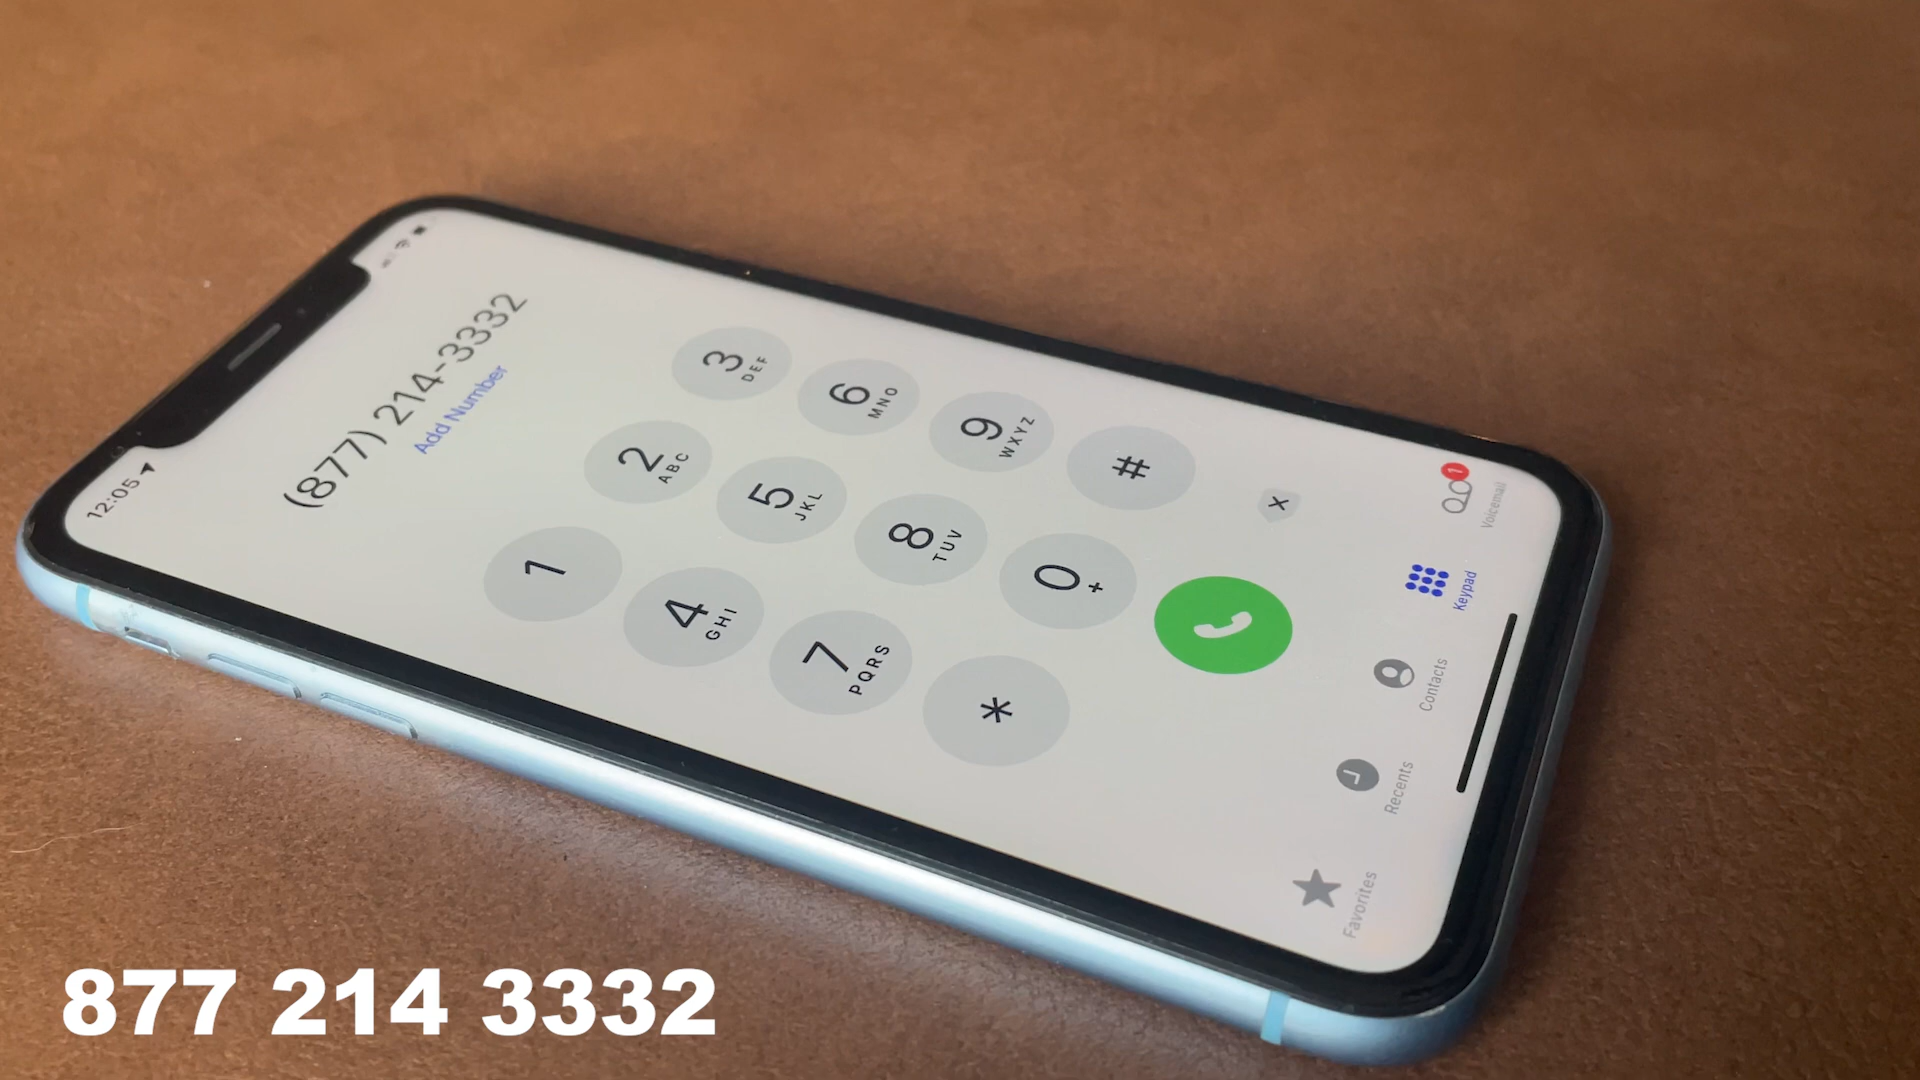 12:05
(877) 214-3332
Add Number
1
2
ABC
3
DEF
4
GHI
5
JKL
6
MNO
7
PQRS
8
TUV
9
WXYZ
*
0
+
#
x
Favorites
Recents
Contacts
Keypad
1
Voicemail
877 214 3332